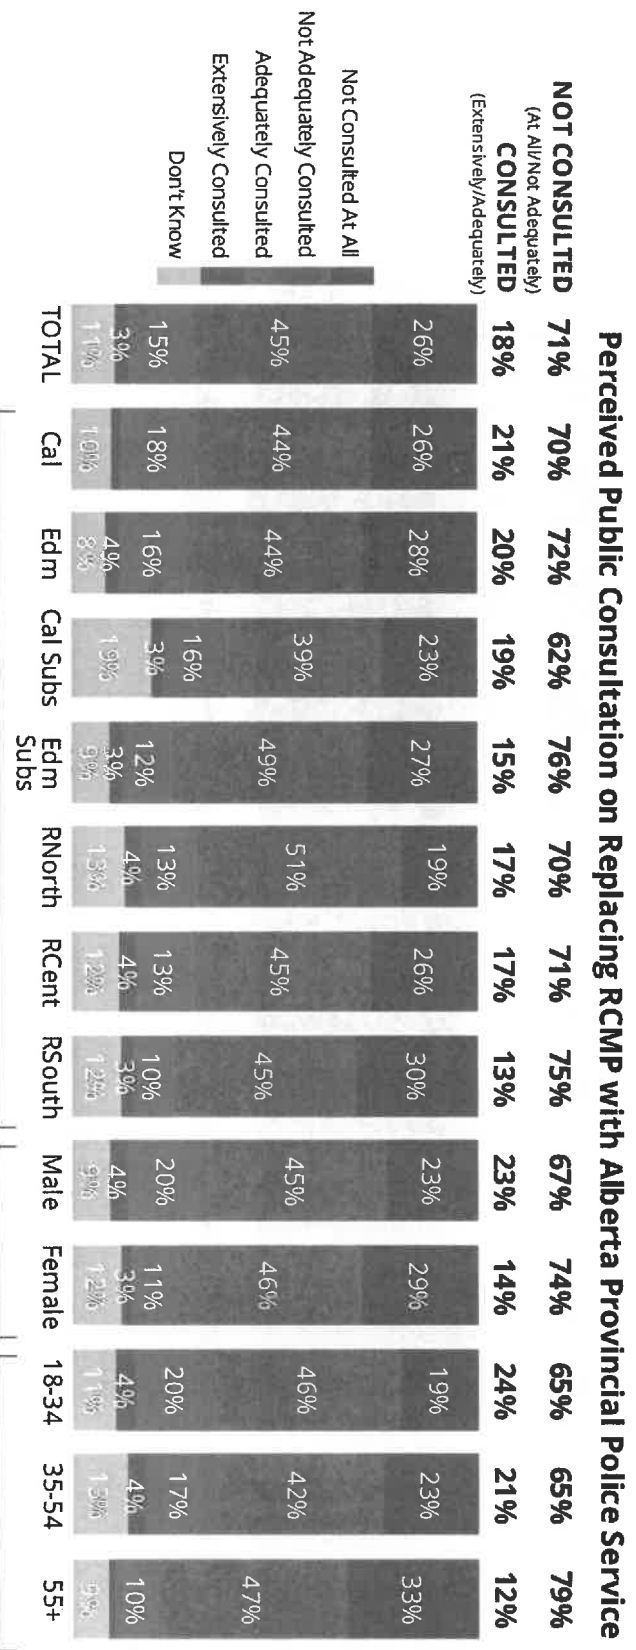 Perceived Public Consultation on Replacing RCMP with Alberta Provincial Police Service
NOT CONSULTED 71% 70% 72% 62% 76% 70% 71% 75% 67% 74% 65% 65% 79%
(At All/Not Adequately)
CONSULTED 18% 21% 20% 19% 15% 17% 17% 13% 23% 14% 24% 21% 12%
(Extensively/Adequately)
Not Consulted At All
Not Adequately Consulted
Adequately Consulted
Extensively Consulted
Don't Know
26% 26% 28% 23% 27% 19% 26% 30% 23% 29% 19% 23% 33%
45% 44% 44% 39% 49% 51% 45% 45% 45% 46% 46% 42% 47%
15% 18% 16% 16% 12% 13% 13% 10% 20% 11% 20% 17% 10%
3% 4% 3% 3% 4% 4% 3% 4% 3% 4% 4%
11% 10% 8% 19% 9% 13% 12% 12% 9% 12% 11% 13% 9%
TOTAL Cal Edm Cal Subs Edm Subs RNorth RCent RSouth Male Female 18-34 35-54 55+